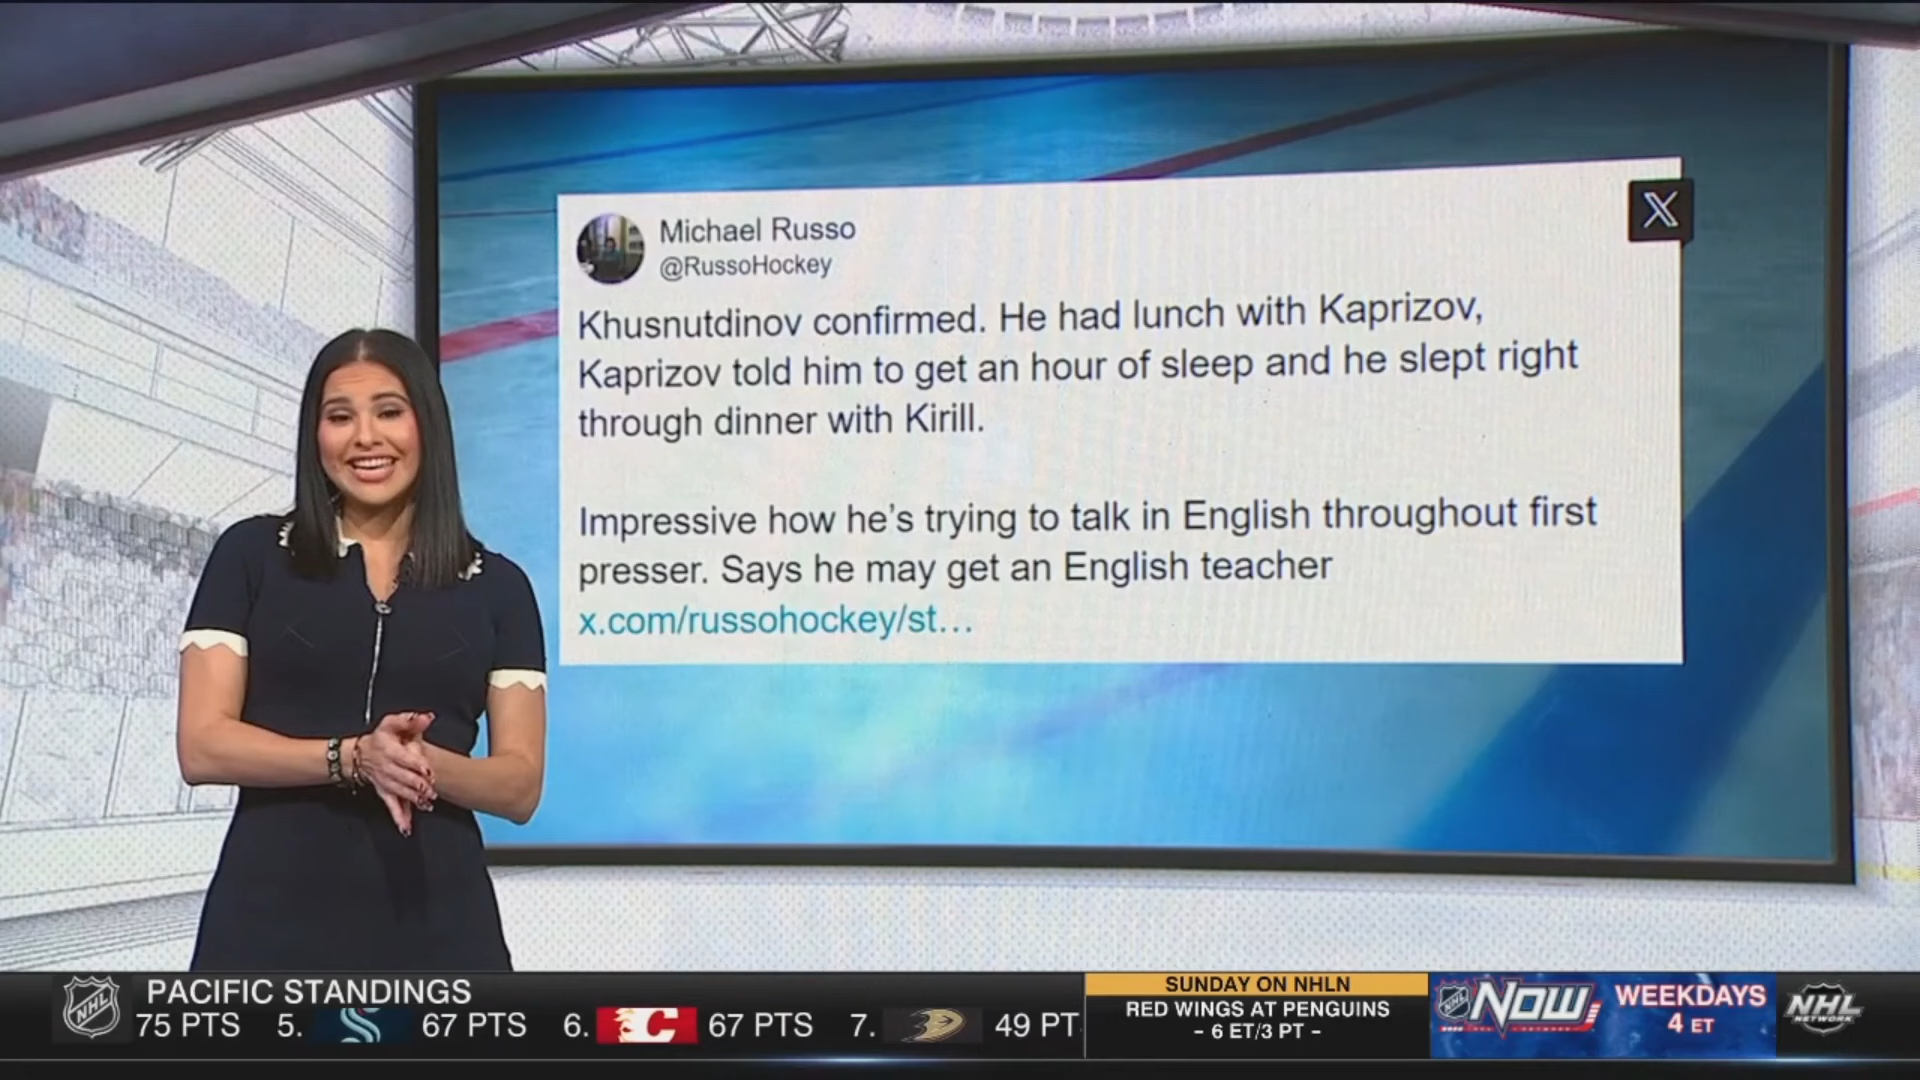 Michael Russo
@RussoHockey
X
Khusnutdinov confirmed. He had lunch with Kaprizov,
Kaprizov told him to get an hour of sleep and he slept right
through dinner with Kirill.
Impressive how he's trying to talk in English throughout first
presser. Says he may get an English teacher
x.com/russohockey/st...
NHL
PACIFIC STANDINGS
75 PTS 5. 67 PTS 6. C 67 PTS 7. 49 PT
SUNDAY ON NHLN
RED WINGS AT PENGUINS
- 6 ET/3 PT -
NHL NOW
WEEKDAYS
4 ET
NHL
NETWORK